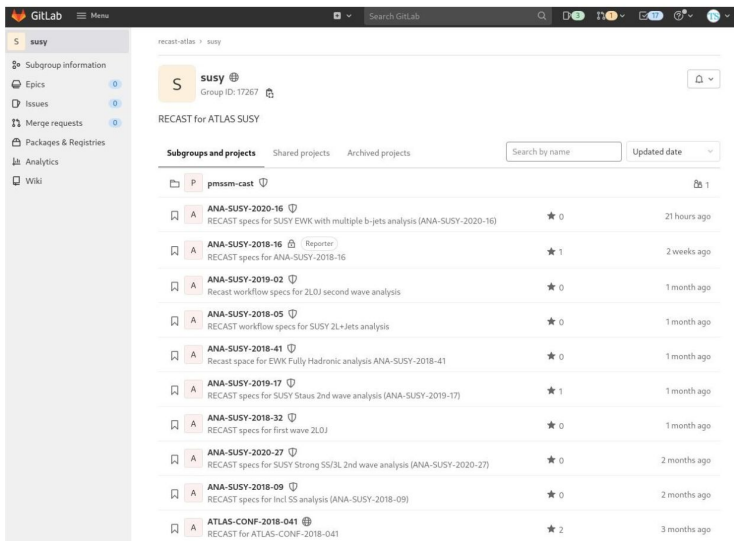 GitLab Menu Search GitLab 3 1 17 TS
S susy
Subgroup information
Epics 0
Issues 0
Merge requests 0
Packages & Registries
Analytics
Wiki
recast-atlas › susy
S susy
Group ID: 17267
RECAST for ATLAS SUSY
Subgroups and projects Shared projects Archived projects Search by name Updated date
P pmssm-cast 1
A ANA-SUSY-2020-16
RECAST specs for SUSY EWK with multiple b-jets analysis (ANA-SUSY-2020-16) 0 21 hours ago
A ANA-SUSY-2018-16 Reporter
RECAST specs for ANA-SUSY-2018-16 1 2 weeks ago
A ANA-SUSY-2019-02
Recast workflow specs for 2L0J second wave analysis 0 1 month ago
A ANA-SUSY-2018-05
RECAST workflow specs for SUSY 2L+Jets analysis 0 1 month ago
A ANA-SUSY-2018-41
Recast space for EWK Fully Hadronic analysis ANA-SUSY-2018-41 0 1 month ago
A ANA-SUSY-2019-17
RECAST specs for SUSY Staus 2nd wave analysis (ANA-SUSY-2019-17) 1 1 month ago
A ANA-SUSY-2018-32
RECAST specs for first wave 2L0J 0 1 month ago
A ANA-SUSY-2020-27
RECAST specs for SUSY Strong SS/3L 2nd wave analysis (ANA-SUSY-2020-27) 0 2 months ago
A ANA-SUSY-2018-09
RECAST specs for Incl SS analysis (ANA-SUSY-2018-09) 0 2 months ago
A ATLAS-CONF-2018-041
RECAST for ATLAS-CONF-2018-041 2 3 months ago